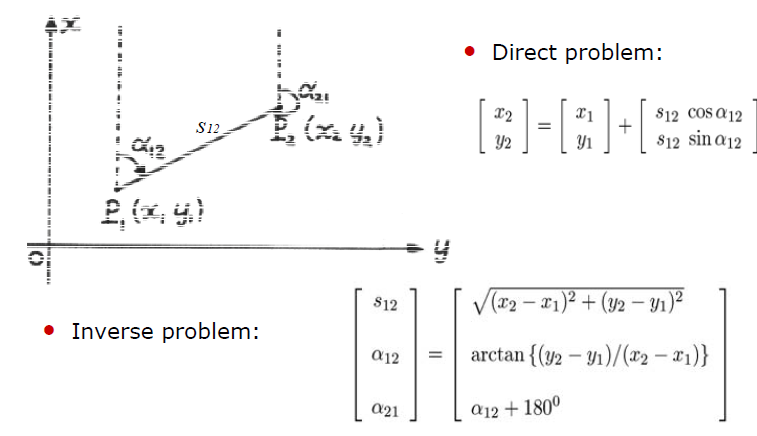 x
α₂₁
S12
P₂ (x₂ y₂)
α₁₂
P₁ (x₁ y₁)
0
y
• Direct problem:
[x₂; y₂] = [x₁; y₁] + [s₁₂ cos α₁₂; s₁₂ sin α₁₂]
• Inverse problem:
[s₁₂; α₁₂; α₂₁] = [√(x₂ − x₁)² + (y₂ − y₁)²; arctan {(y₂ − y₁)/(x₂ − x₁)}; α₁₂ + 180⁰]